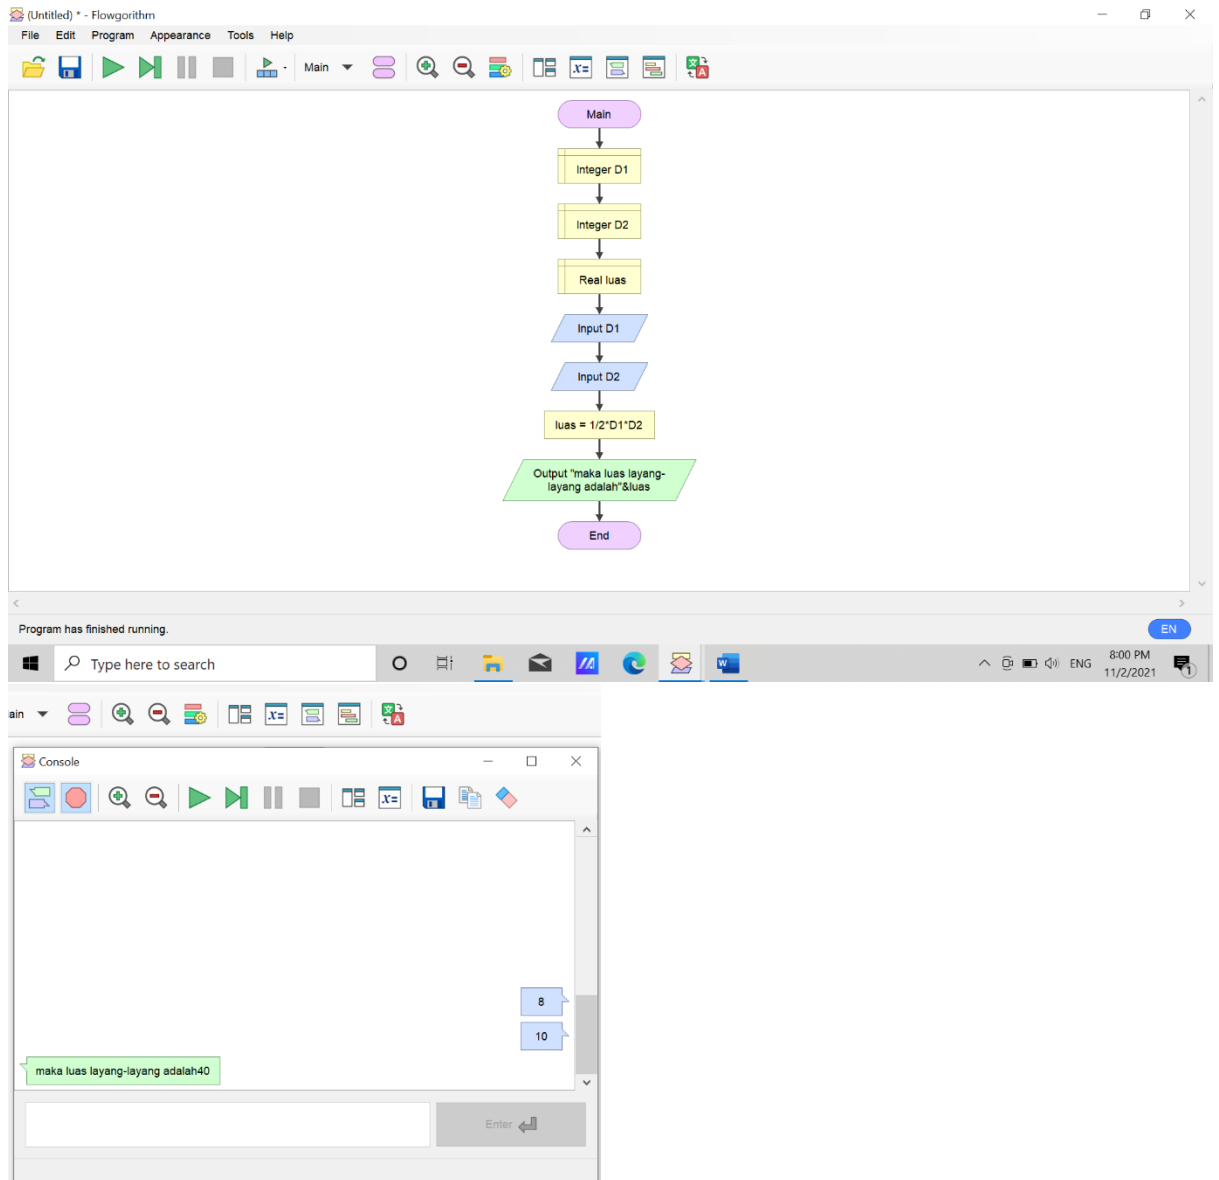 (Untitled) * - Flowgorithm
File Edit Program Appearance Tools Help
Main
Main
Integer D1
Integer D2
Real luas
Input D1
Input D2
luas = 1/2*D1*D2
Output "maka luas layang-
layang adalah"&luas
End
Program has finished running.
EN
Type here to search
ENG
8:00 PM
11/2/2021
1
ain
Console
8
10
maka luas layang-layang adalah40
Enter